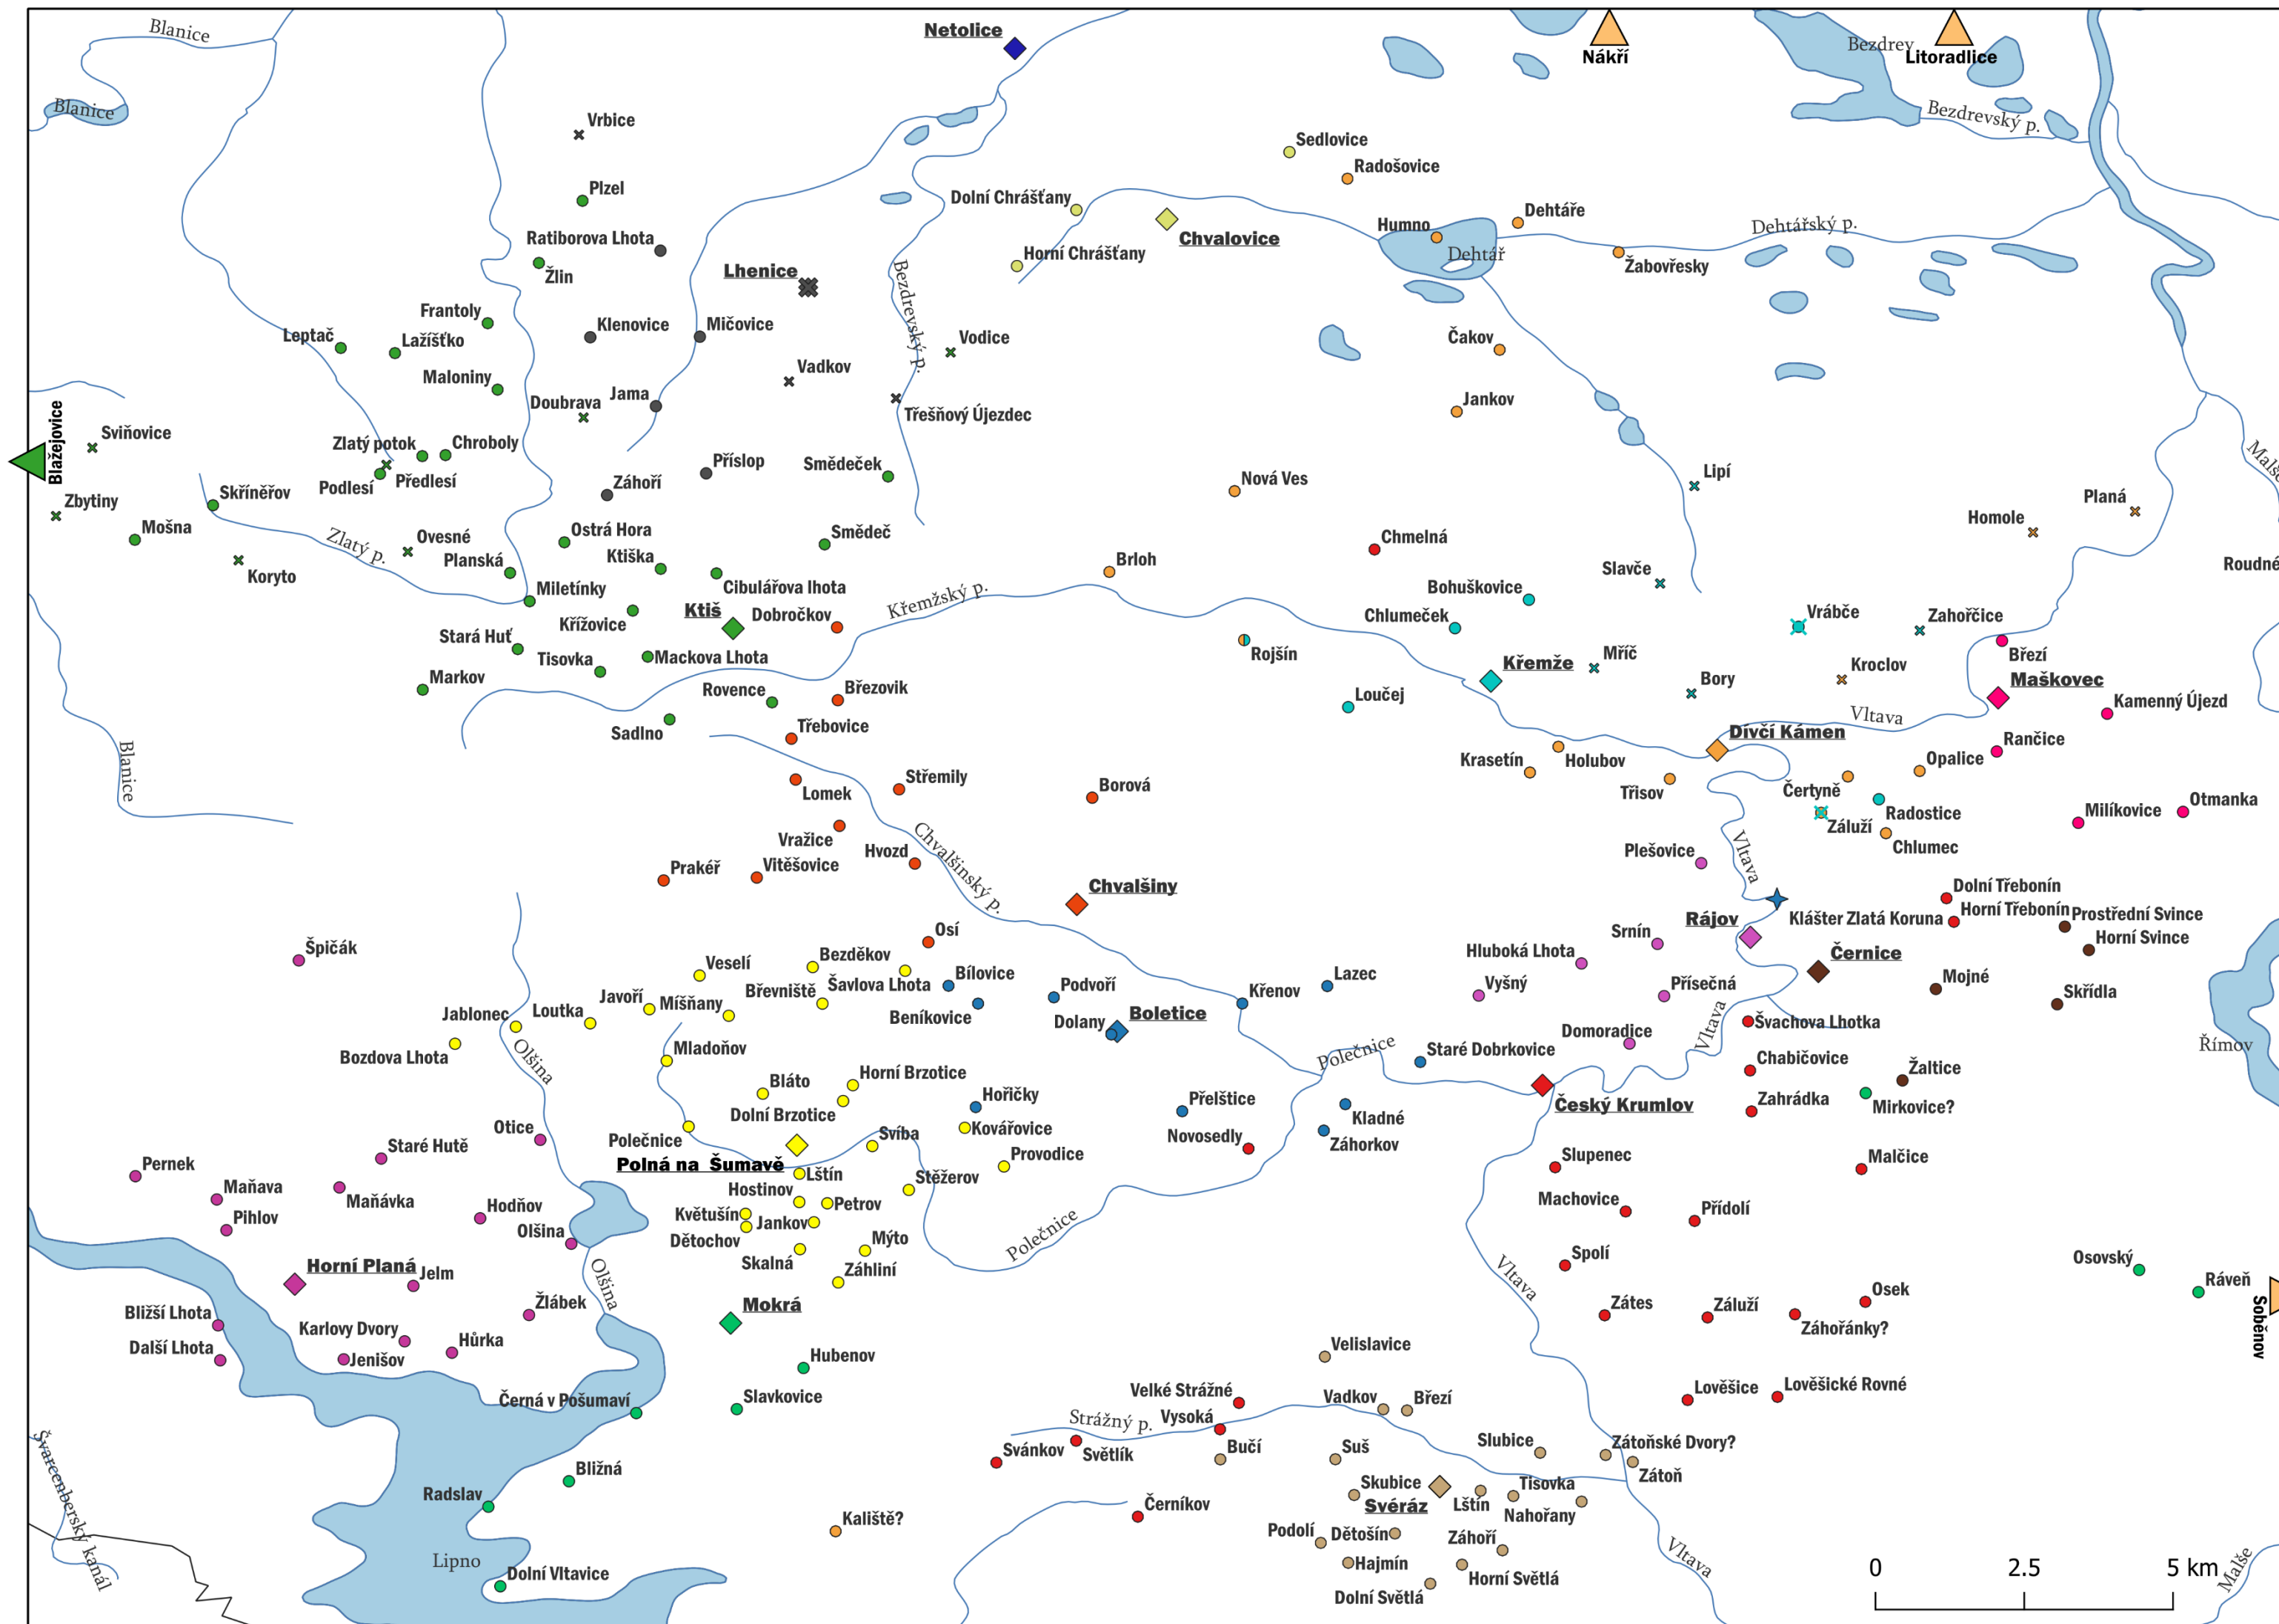 Blanice
Netolice
Nákří
Bezdrev
Litoradlice
Blanice
Vrbice
Bezdrevský p.
Sedlovice
Radošovice
Plzel
Dolní Chrášťany
Dehtáře
Humno
Dehtářský p.
Ratiborova Lhota
Chvalovice
Horní Chrášťany
Dehtář
Žabovřesky
Lhenice
Žlin
Bezdrevský p.
Frantoly
Klenovice
Mičovice
Leptač
Lažíšťko
Vodice
Čakov
Vadkov
Maloniny
Jama
Doubrava
Jankov
Třešňový Újezdec
Blažejovice
Sviňovice
Zlatý potok
Chroboly
Malše
Příslop
Smědeček
Lipí
Podlesí
Předlesí
Záhoří
Nová Ves
Skříněřov
Zbytiny
Planá
Homole
Mošna
Ostrá Hora
Smědeč
Ovesné
Zlatý p.
Chmelná
Planská
Ktiška
Brloh
Slavče
Roudné
Koryto
Miletínky
Cibulářova lhota
Bohuškovice
Křemžský p.
Ktiš
Dobročkov
Chlumeček
Vrábče
Zahořčice
Křížovice
Stará Huť
Rojšín
Mříč
Březí
Tisovka
Mackova Lhota
Křemže
Kroclov
Markov
Rovence
Březovik
Loučej
Bory
Maškovec
Kamenný Újezd
Vltava
Sadlno
Třebovice
Dívčí Kámen
Rančice
Blanice
Krasetín
Holubov
Opalice
Střemily
Borová
Třisov
Čertyně
Lomek
Radostice
Milíkovice
Otmanka
Záluží
Vražice
Hvozd
Chvalšinský p.
Vltava
Plešovice
Chlumec
Prakéř
Vitěšovice
Chvalšiny
Dolní Třebonín
Horní Třebonín
Prostřední Svince
Klášter Zlatá Koruna
Rájov
Osí
Srnín
Horní Svince
Špičák
Hluboká Lhota
Černice
Veselí
Bezděkov
Bílovice
Podvoří
Lazec
Vyšný
Přísečná
Mojné
Skřídla
Javoří
Míšňany
Břevniště
Šavlova Lhota
Křenov
Jablonec
Loutka
Beníkovice
Dolany
Boletice
Švachova Lhotka
Vltava
Domoradice
Římov
Bozdova Lhota
Olšina
Mladoňov
Polečnice
Staré Dobrkovice
Chabičovice
Žaltice
Bláto
Horní Brzotice
Dolní Brzotice
Hořičky
Přelštice
Kladné
Český Krumlov
Zahrádka
Mirkovice?
Otice
Polečnice
Svíba
Kovářovice
Novosedly
Záhorkov
Staré Hutě
Polná na Šumavě
Provodice
Slupenec
Malčice
Pernek
Lštín
Maňava
Maňávka
Hostinov
Stěžerov
Machovice
Hodňov
Petrov
Přídolí
Pihlov
Květušín
Jankov
Olšina
Dětochov
Mýto
Polečnice
Skalná
Spolí
Osovský
Horní Planá
Jelm
Olšina
Záhliní
Vltava
Ráveň
Osek
Soběnov
Bližší Lhota
Žlábek
Mokrá
Zátes
Záluží
Záhořánky?
Karlovy Dvory
Další Lhota
Jenišov
Hůrka
Hubenov
Velislavice
Černá v Pošumaví
Slavkovice
Velké Strážné
Vadkov
Březí
Lověšice
Lověšické Rovné
Strážný p.
Vysoká
Svánkov
Světlík
Bučí
Suš
Slubice
Zátoňské Dvory?
Zátoň
Bližná
Skubice
Tisovka
Švarcenberský kanál
Radslav
Svéráz
Lštín
Nahořany
Kaliště?
Černíkov
Podolí
Dětošín
Záhoří
Lipno
Hajmín
Vltava
Malše
Dolní Vltavice
Horní Světlá
Dolní Světlá
0 2.5 5 km